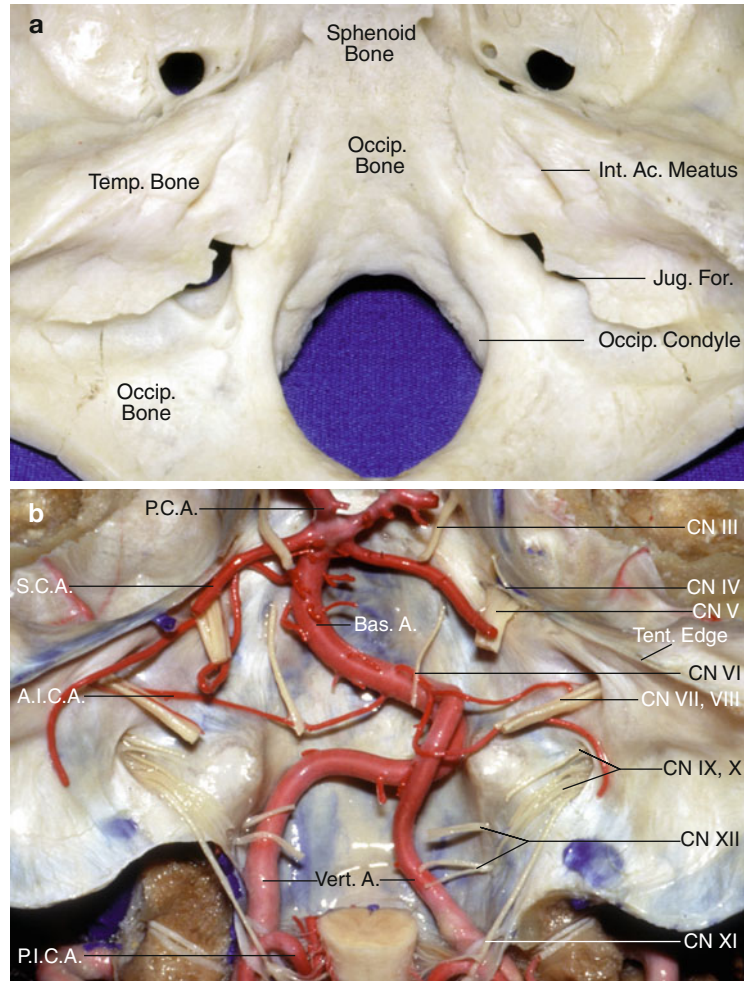 a
Sphenoid
Bone
Occip.
Bone
Temp. Bone
Int. Ac. Meatus
Jug. For.
Occip. Condyle
Occip.
Bone
b
P.C.A.
CN III
S.C.A.
CN IV
CN V
Bas. A.
Tent. Edge
CN VI
A.I.C.A.
CN VII, VIII
CN IX, X
CN XII
Vert. A.
CN XI
P.I.C.A.